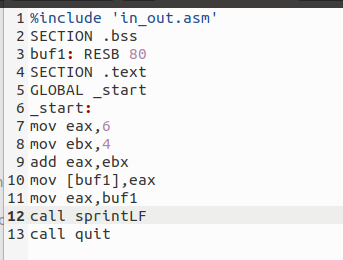 1 %include 'in_out.asm'
2 SECTION .bss
3 buf1: RESB 80
4 SECTION .text
5 GLOBAL _start
6 _start:
7 mov eax,6
8 mov ebx,4
9 add eax,ebx
10 mov [buf1],eax
11 mov eax,buf1
12 call sprintLF
13 call quit